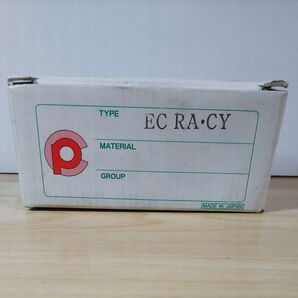 TYPE EC RA・CY
MATERIAL
GROUP
MADE IN JAPAN